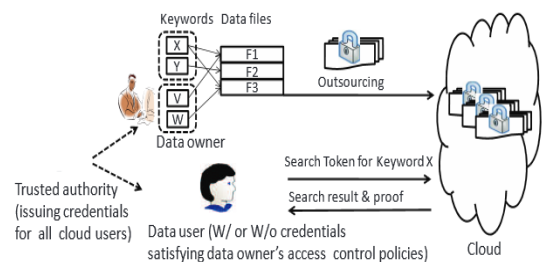 Keywords Data files
X
Y
V
W
F1
F2
F3
Outsourcing
Data owner
Trusted authority
(issuing credentials
for all cloud users)
Search Token for Keyword X
Search result & proof
Data user (W/ or W/o credentials
satisfying data owner's access control policies)
Cloud